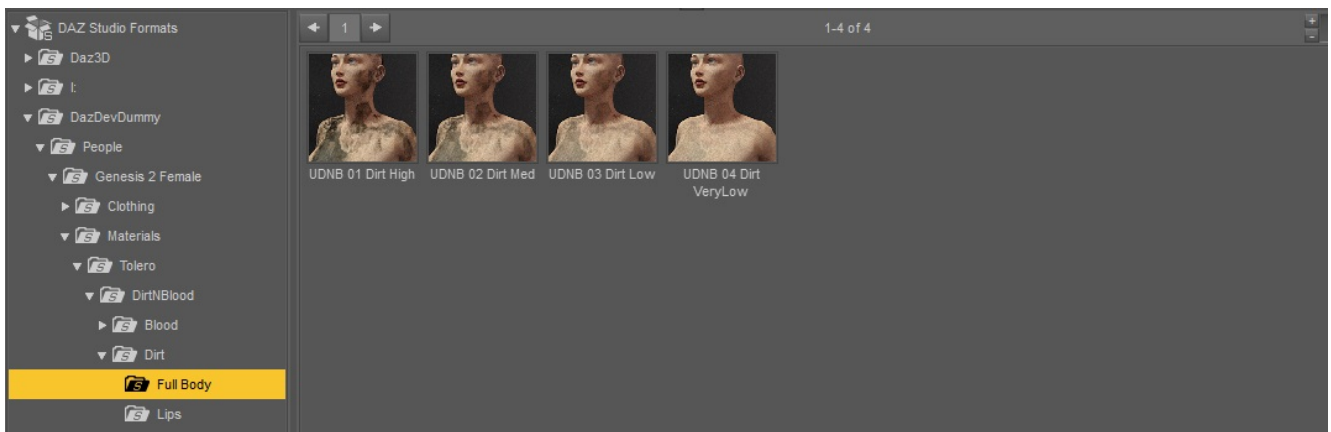 DAZ Studio Formats
Daz3D
I:
DazDevDummy
People
Genesis 2 Female
Clothing
Materials
Tolero
DirtNBlood
Blood
Dirt
Full Body
Lips
1
1-4 of 4
UDNB 01 Dirt High
UDNB 02 Dirt Med
UDNB 03 Dirt Low
UDNB 04 Dirt
VeryLow